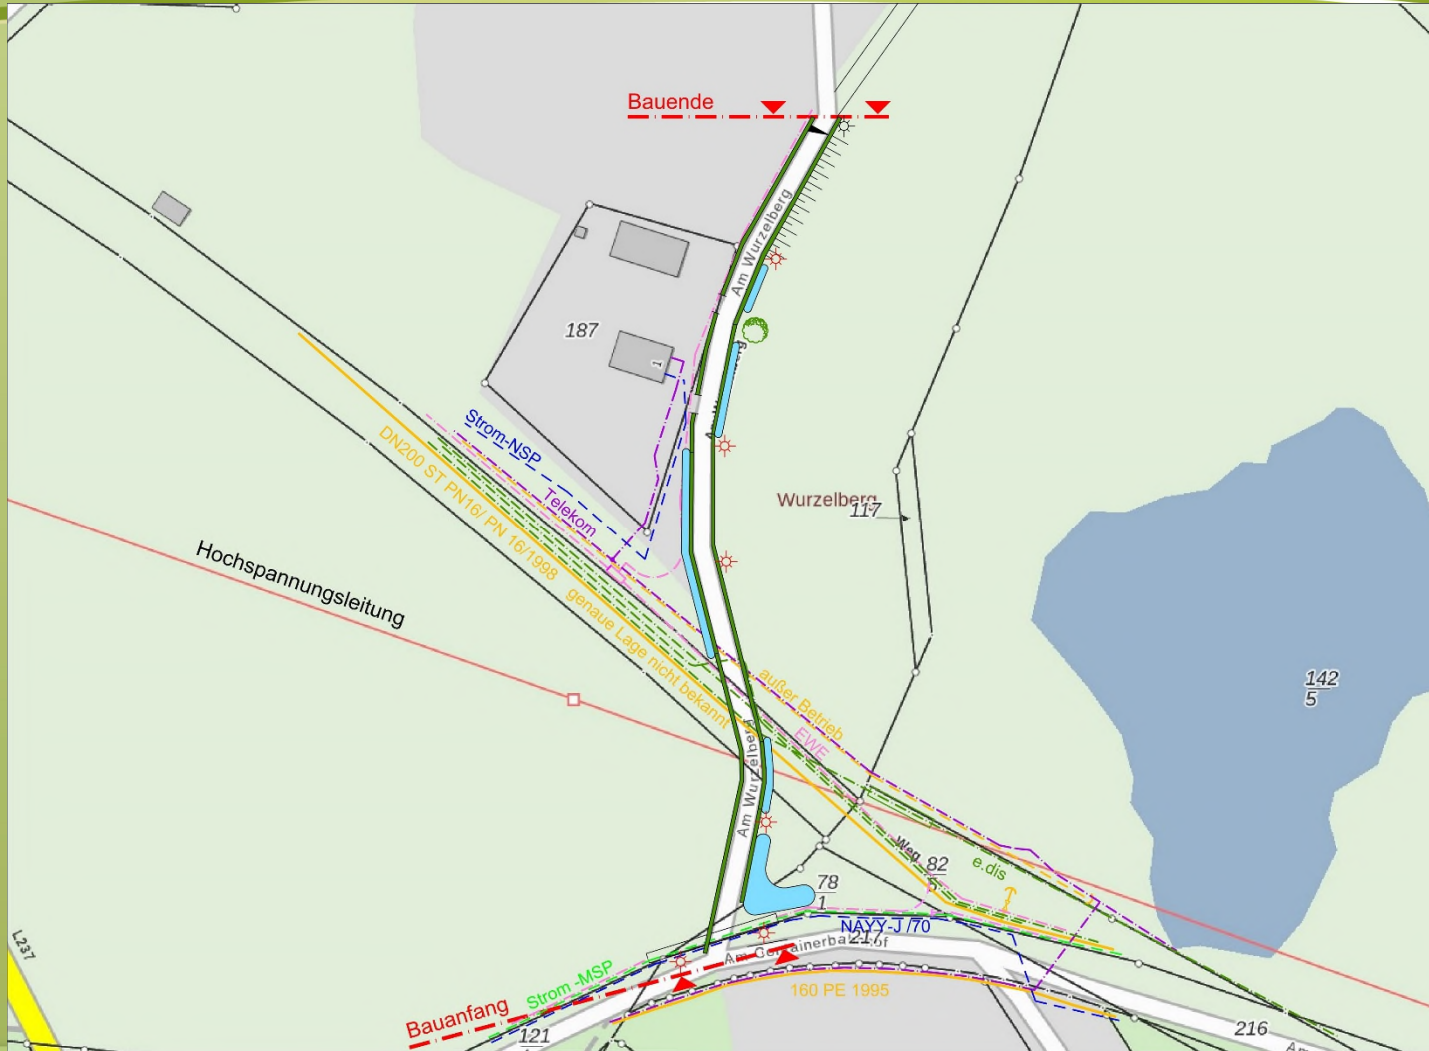 Bauende
Am Wurzelberg
187
1
Strom-NSP
DN200 ST PN16/ PN 16/1998
Telekom
Wurzelberg
117
Hochspannungsleitung
genaue Lage nicht bekannt
außer Betrieb
EWE
142
5
Am Wurzelberg
Weg
82
e.dis
78
1
NAYY-J /70
217
L237
Strom -MSP
160 PE 1995
Bauanfang
121
216